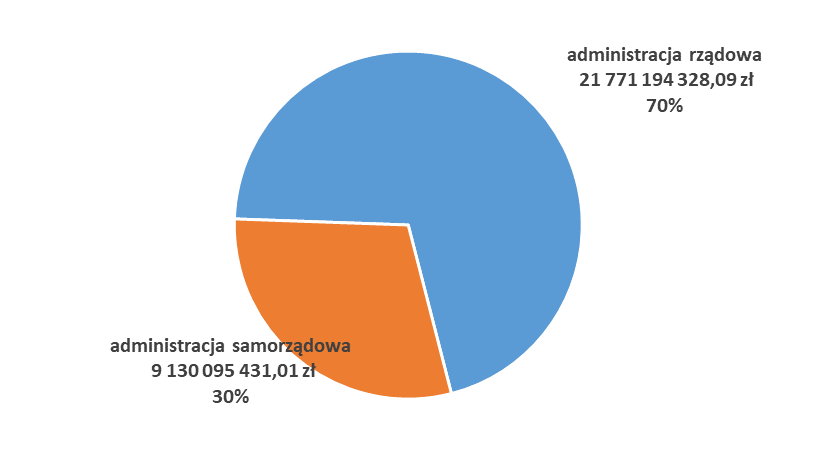 administracja rządowa
21 771 194 328,09 zł
70%
administracja samorządowa
9 130 095 431,01 zł
30%